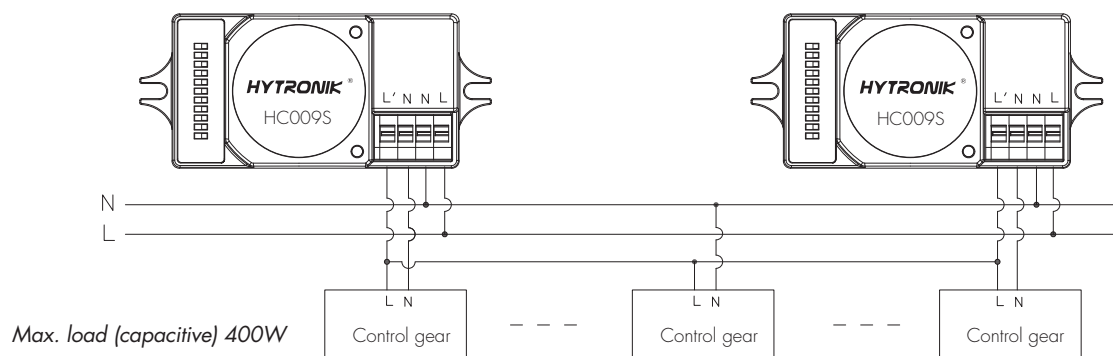 HYTRONIK ®
HC009S
L' N N L
HYTRONIK ®
HC009S
L' N N L
N
L
L N
L N
L N
Max. load (capacitive) 400W
Control gear
Control gear
Control gear